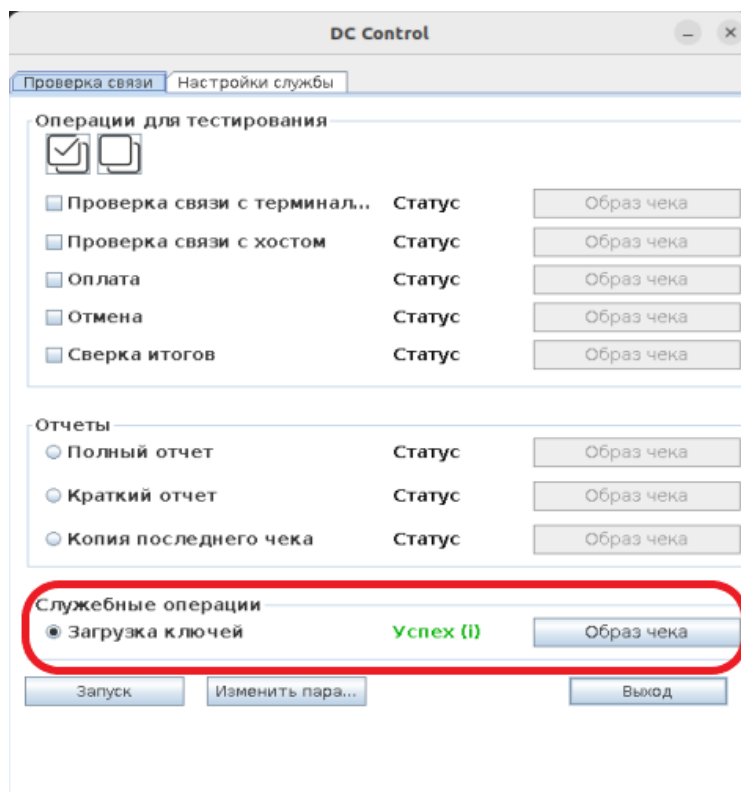 DC Control
Проверка связи Настройки службы
Операции для тестирования
Проверка связи с терминал... Статус Образ чека
Проверка связи с хостом Статус Образ чека
Оплата Статус Образ чека
Отмена Статус Образ чека
Сверка итогов Статус Образ чека
Отчеты
Полный отчет Статус Образ чека
Краткий отчет Статус Образ чека
Копия последнего чека Статус Образ чека
Служебные операции
Загрузка ключей Успех (i) Образ чека
Запуск Изменить пара... Выход